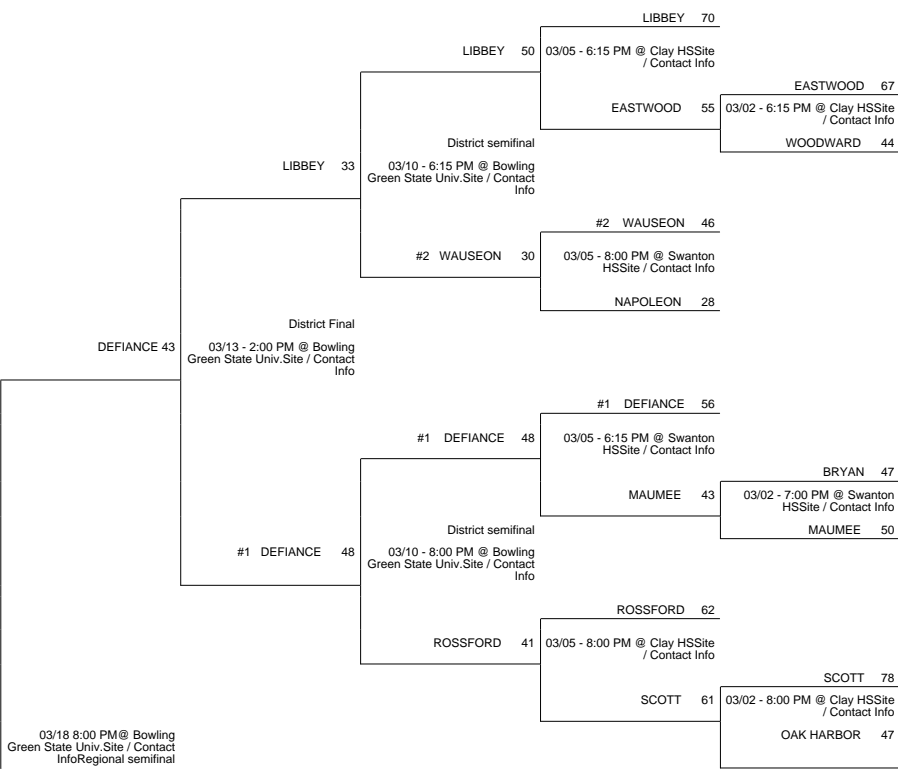 LIBBEY 70
LIBBEY 50
03/05 - 6:15 PM @ Clay HSSite
/ Contact Info
EASTWOOD 67
EASTWOOD 55
03/02 - 6:15 PM @ Clay HSSite
/ Contact Info
WOODWARD 44
District semifinal
LIBBEY 33
03/10 - 6:15 PM @ Bowling
Green State Univ.Site / Contact
Info
#2 WAUSEON 46
#2 WAUSEON 30
03/05 - 8:00 PM @ Swanton
HSSite / Contact Info
NAPOLEON 28
District Final
DEFIANCE 43
03/13 - 2:00 PM @ Bowling
Green State Univ.Site / Contact
Info
#1 DEFIANCE 56
#1 DEFIANCE 48
03/05 - 6:15 PM @ Swanton
HSSite / Contact Info
BRYAN 47
MAUMEE 43
03/02 - 7:00 PM @ Swanton
HSSite / Contact Info
MAUMEE 50
District semifinal
#1 DEFIANCE 48
03/10 - 8:00 PM @ Bowling
Green State Univ.Site / Contact
Info
ROSSFORD 62
ROSSFORD 41
03/05 - 8:00 PM @ Clay HSSite
/ Contact Info
SCOTT 78
SCOTT 61
03/02 - 8:00 PM @ Clay HSSite
/ Contact Info
OAK HARBOR 47
03/18 8:00 PM@ Bowling
Green State Univ.Site / Contact
InfoRegional semifinal